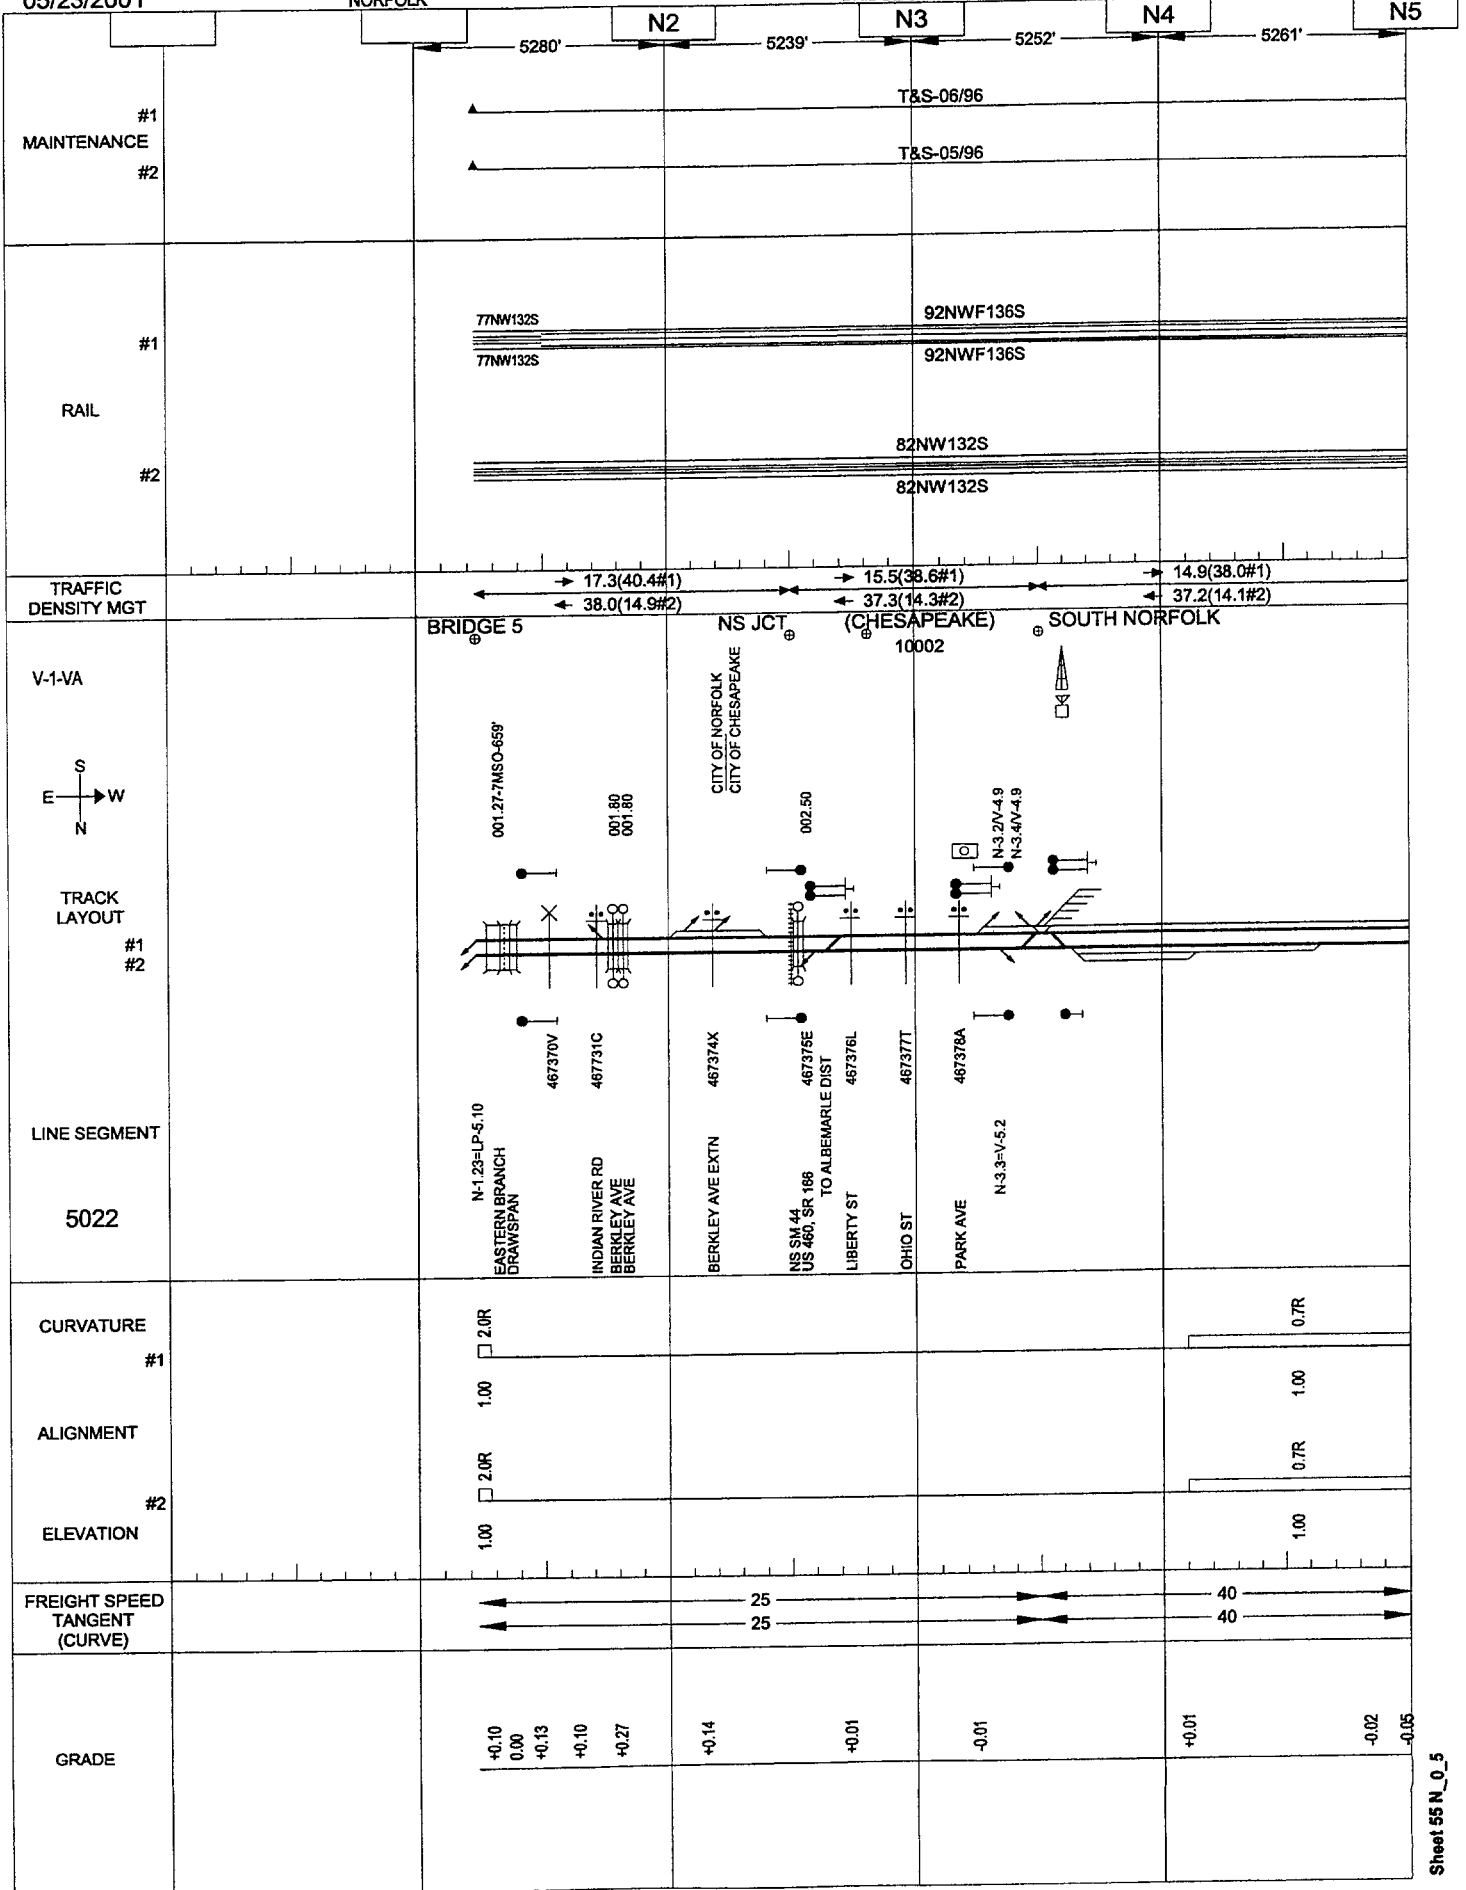 05/23/2001
NORFOLK
N2
N3
N4
N5
5280'
5239'
5252'
5261'
#1
MAINTENANCE
#2
T&S-06/96
T&S-05/96
77NW132S
92NWF136S
#1
77NW132S
92NWF136S
RAIL
82NW132S
#2
82NW132S
TRAFFIC
DENSITY MGT
17.3(40.4#1)
15.5(38.6#1)
14.9(38.0#1)
38.0(14.9#2)
37.3(14.3#2)
37.2(14.1#2)
BRIDGE 5
NS JCT
(CHESAPEAKE)
10002
SOUTH NORFOLK
V-1-VA
S
E
W
N
001.27-7MSO-659'
001.80
001.80
CITY OF NORFOLK
CITY OF CHESAPEAKE
002.50
N-3.2/V-4.9
N-3.4/V-4.9
TRACK
LAYOUT
#1
#2
467370V
467731C
467374X
467375E
467376L
467377T
467378A
LINE SEGMENT
5022
N-1.23=LP-5.10
EASTERN BRANCH
DRAWSPAN
INDIAN RIVER RD
BERKLEY AVE
BERKLEY AVE
BERKLEY AVE EXTN
NS SM 44
US 460, SR 166
TO ALBEMARLE DIST
LIBERTY ST
OHIO ST
PARK AVE
N-3.3=V-5.2
CURVATURE
#1
2.0R
0.7R
1.00
1.00
ALIGNMENT
2.0R
0.7R
#2
ELEVATION
1.00
1.00
FREIGHT SPEED
TANGENT
(CURVE)
25
40
25
40
GRADE
+0.10
0.00
+0.13
+0.10
+0.27
+0.14
+0.01
-0.01
+0.01
-0.02
-0.05
Sheet 55 N_0_5